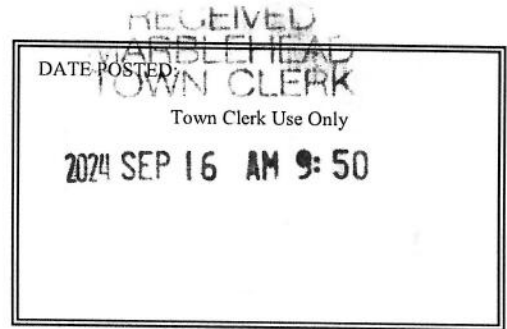 RECEIVED
MARBLEHEAD
DATE POSTED:
TOWN CLERK
Town Clerk Use Only
2024 SEP 16 AM 9:50